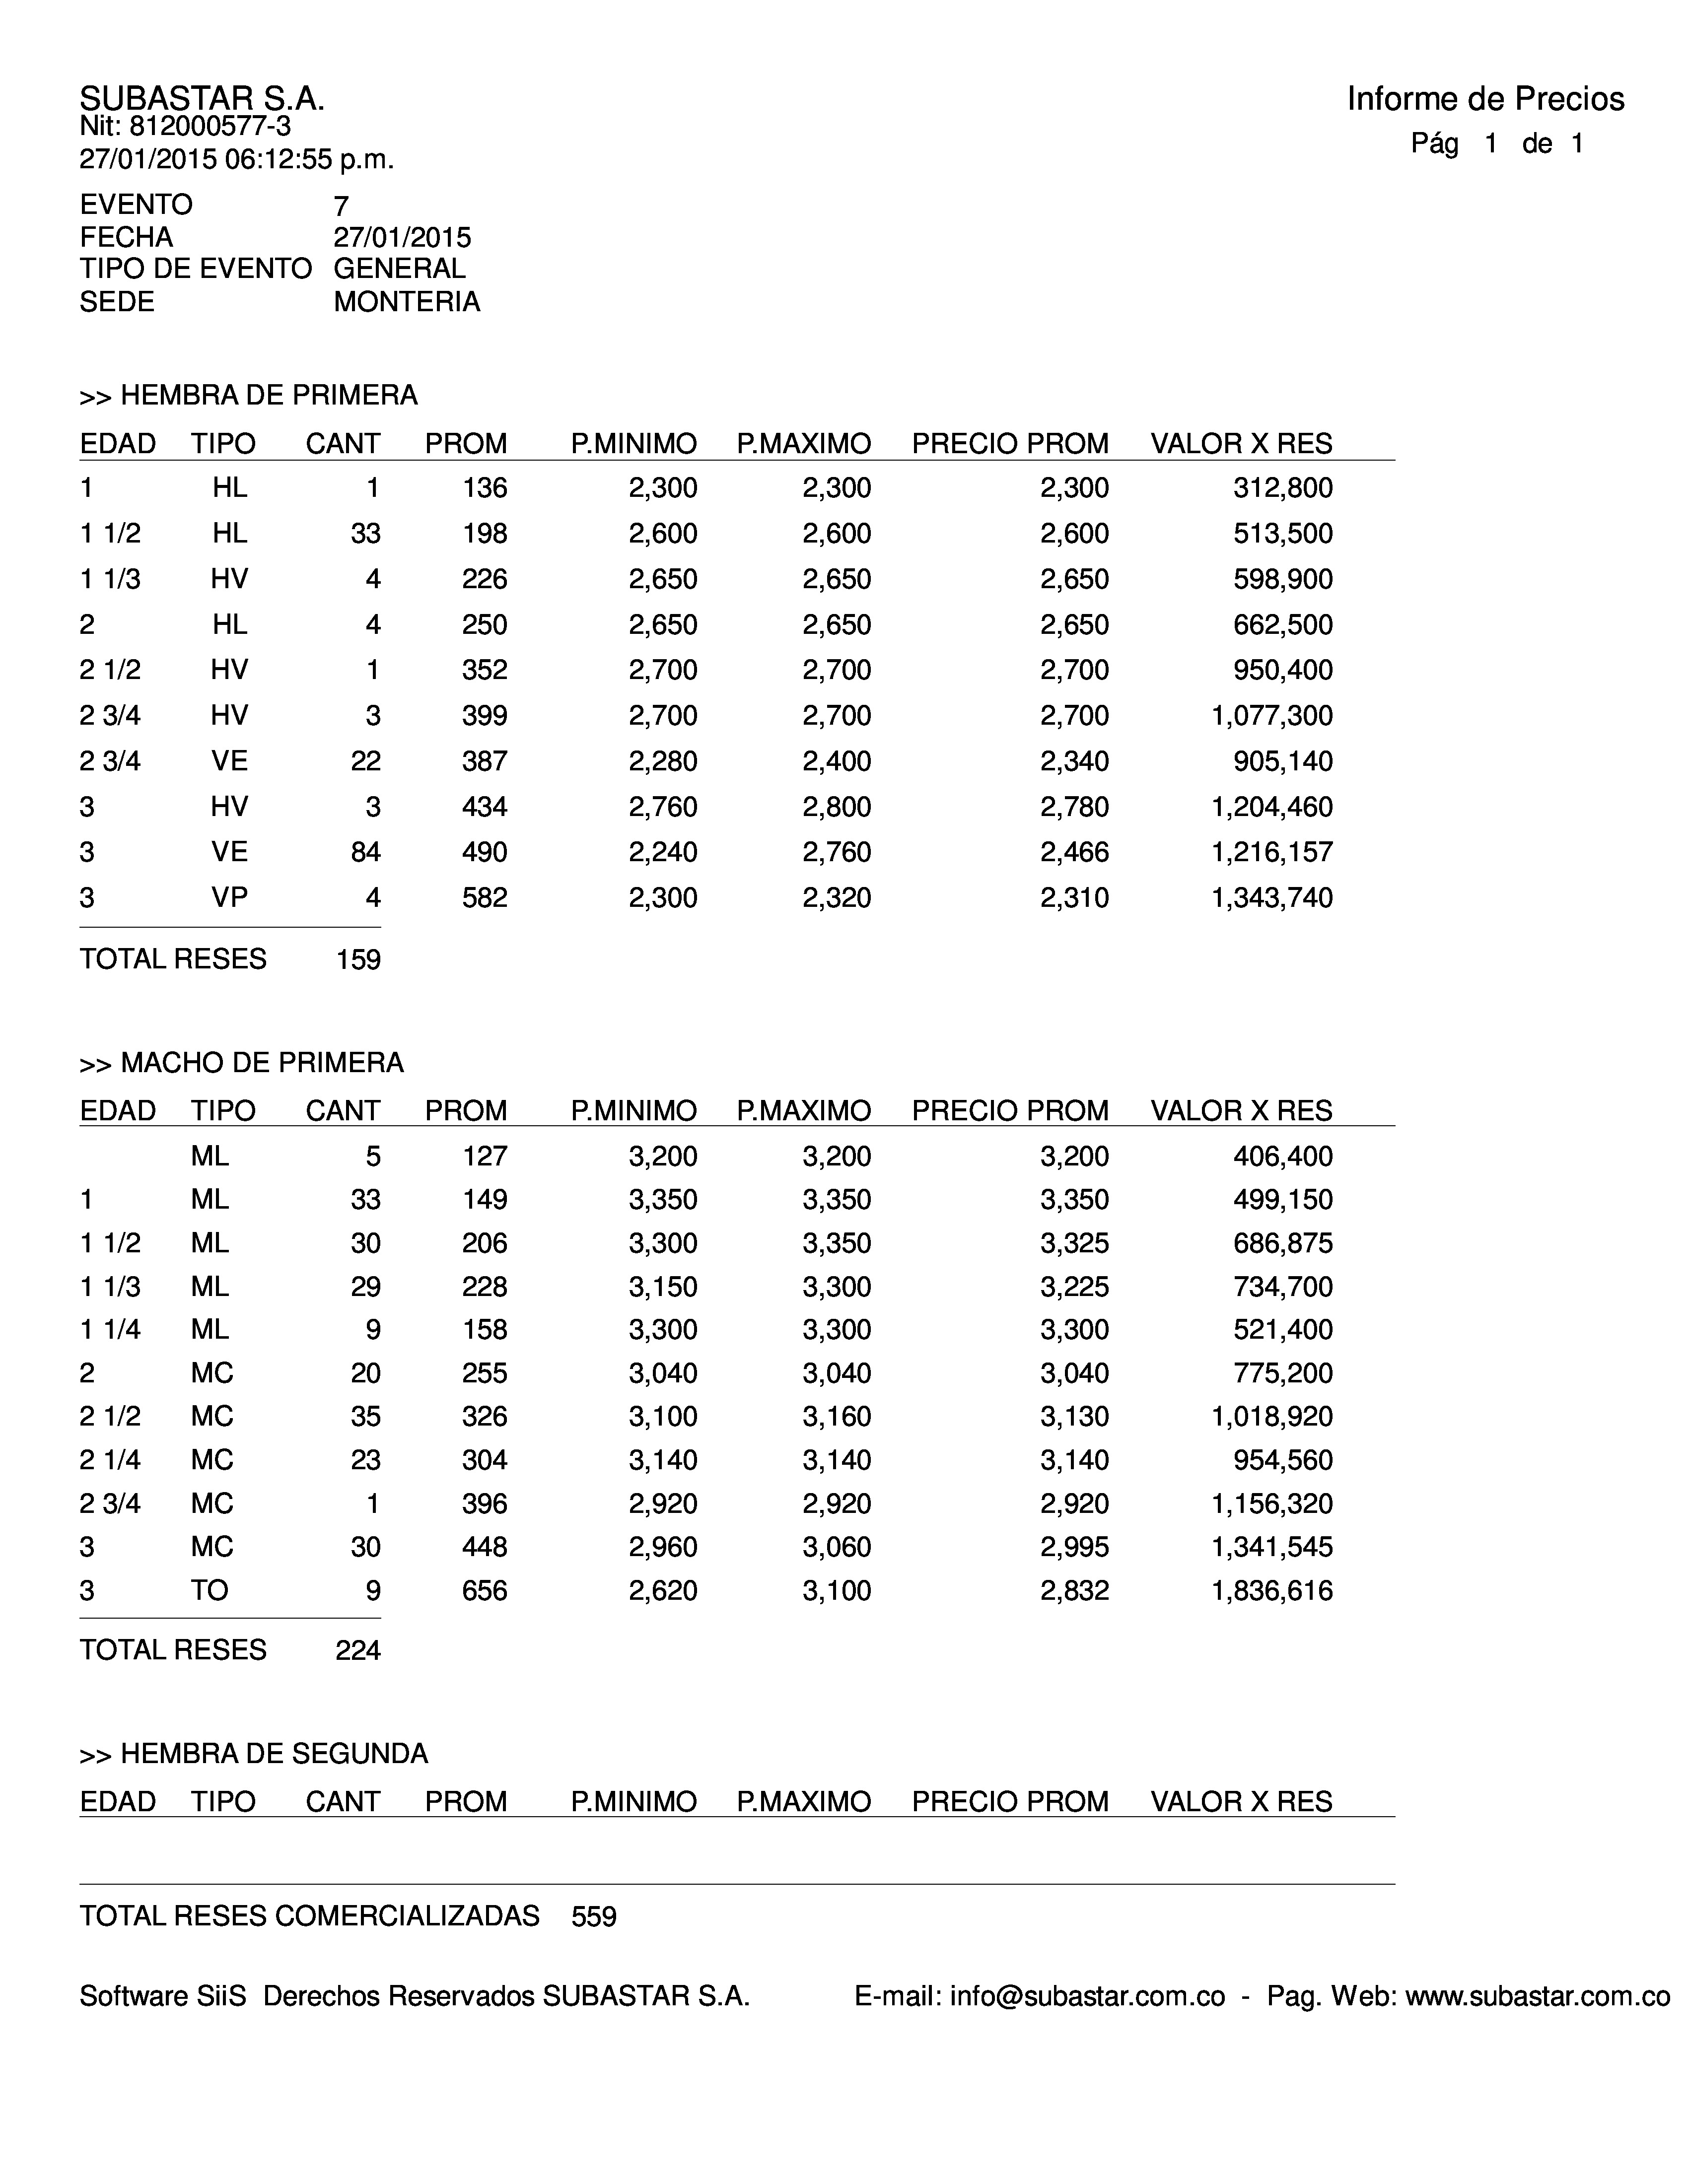 SUBASTAR S.A.
Informe de Precios
Nit: 812000577-3
Pág 1 de 1
27/01/2015 06:12:55 p.m.
EVENTO 7
FECHA 27/01/2015
TIPO DE EVENTO GENERAL
SEDE MONTERIA
>> HEMBRA DE PRIMERA
EDAD TIPO CANT PROM P.MINIMO P.MAXIMO PRECIO PROM VALOR X RES
1 HL 1 136 2,300 2,300 2,300 312,800
1 1/2 HL 33 198 2,600 2,600 2,600 513,500
1 1/3 HV 4 226 2,650 2,650 2,650 598,900
2 HL 4 250 2,650 2,650 2,650 662,500
2 1/2 HV 1 352 2,700 2,700 2,700 950,400
2 3/4 HV 3 399 2,700 2,700 2,700 1,077,300
2 3/4 VE 22 387 2,280 2,400 2,340 905,140
3 HV 3 434 2,760 2,800 2,780 1,204,460
3 VE 84 490 2,240 2,760 2,466 1,216,157
3 VP 4 582 2,300 2,320 2,310 1,343,740
TOTAL RESES 159
>> MACHO DE PRIMERA
EDAD TIPO CANT PROM P.MINIMO P.MAXIMO PRECIO PROM VALOR X RES
ML 5 127 3,200 3,200 3,200 406,400
1 ML 33 149 3,350 3,350 3,350 499,150
1 1/2 ML 30 206 3,300 3,350 3,325 686,875
1 1/3 ML 29 228 3,150 3,300 3,225 734,700
1 1/4 ML 9 158 3,300 3,300 3,300 521,400
2 MC 20 255 3,040 3,040 3,040 775,200
2 1/2 MC 35 326 3,100 3,160 3,130 1,018,920
2 1/4 MC 23 304 3,140 3,140 3,140 954,560
2 3/4 MC 1 396 2,920 2,920 2,920 1,156,320
3 MC 30 448 2,960 3,060 2,995 1,341,545
3 TO 9 656 2,620 3,100 2,832 1,836,616
TOTAL RESES 224
>> HEMBRA DE SEGUNDA
EDAD TIPO CANT PROM P.MINIMO P.MAXIMO PRECIO PROM VALOR X RES
TOTAL RESES COMERCIALIZADAS 559
Software SiiS Derechos Reservados SUBASTAR S.A. E-mail: info@subastar.com.co - Pag. Web: www.subastar.com.co